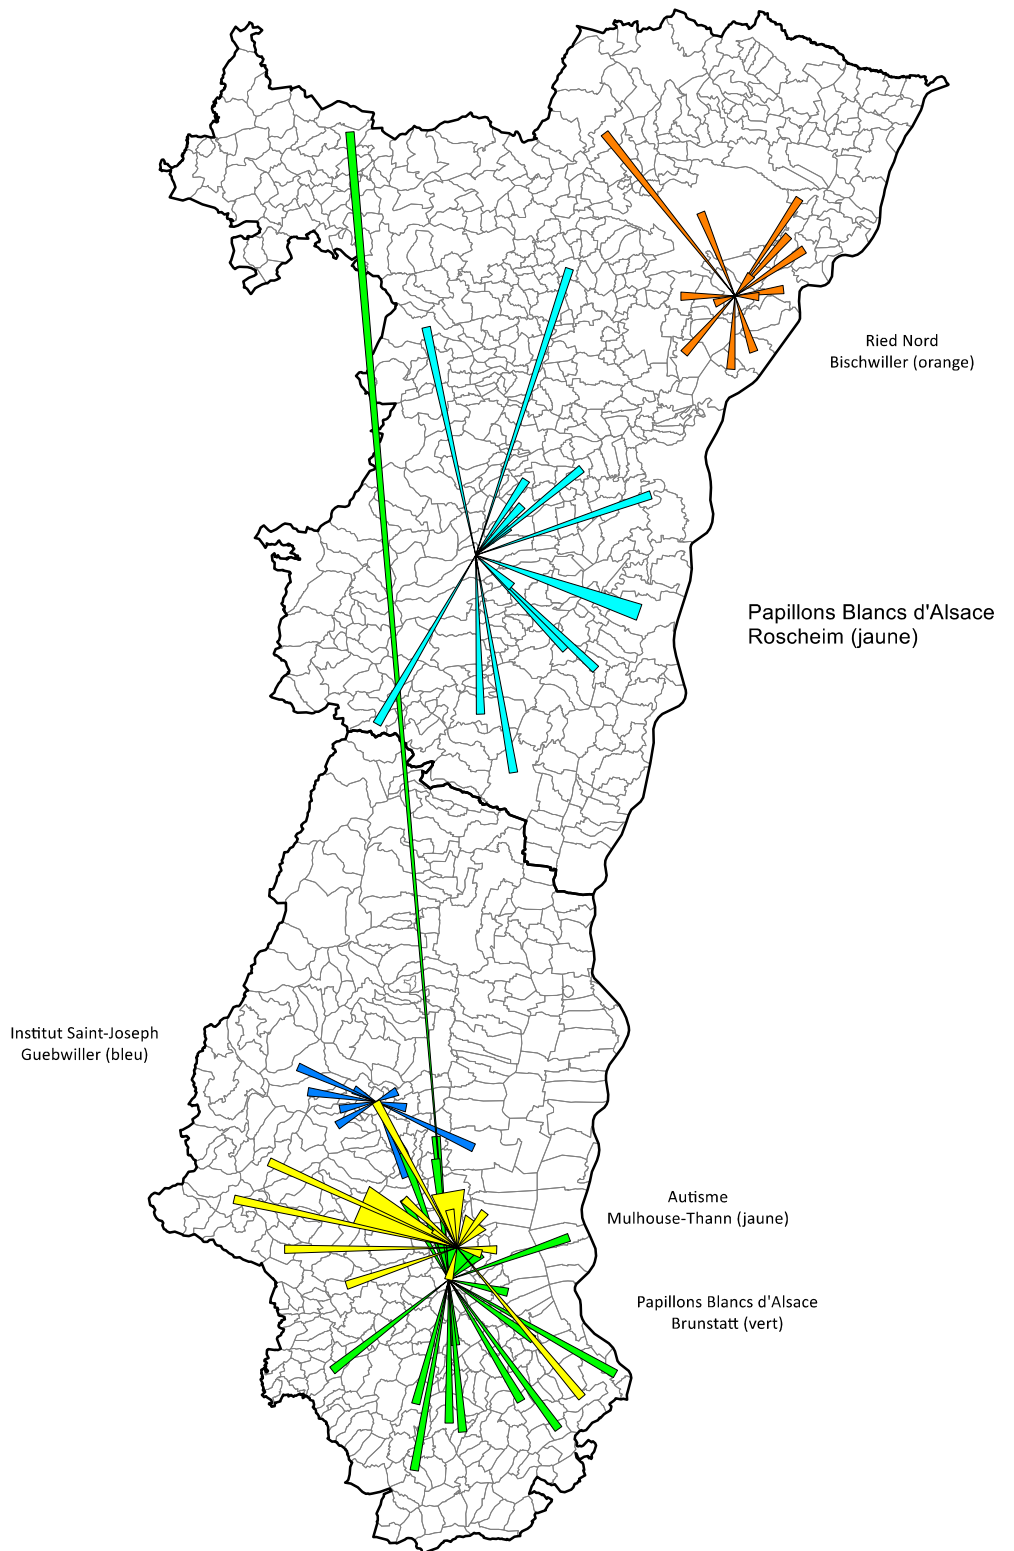 Ried Nord
Bischwiller (orange)
Papillons Blancs d'Alsace
Roscheim (jaune)
Institut Saint-Joseph
Guebwiller (bleu)
Autisme
Mulhouse-Thann (jaune)
Papillons Blancs d'Alsace
Brunstatt (vert)